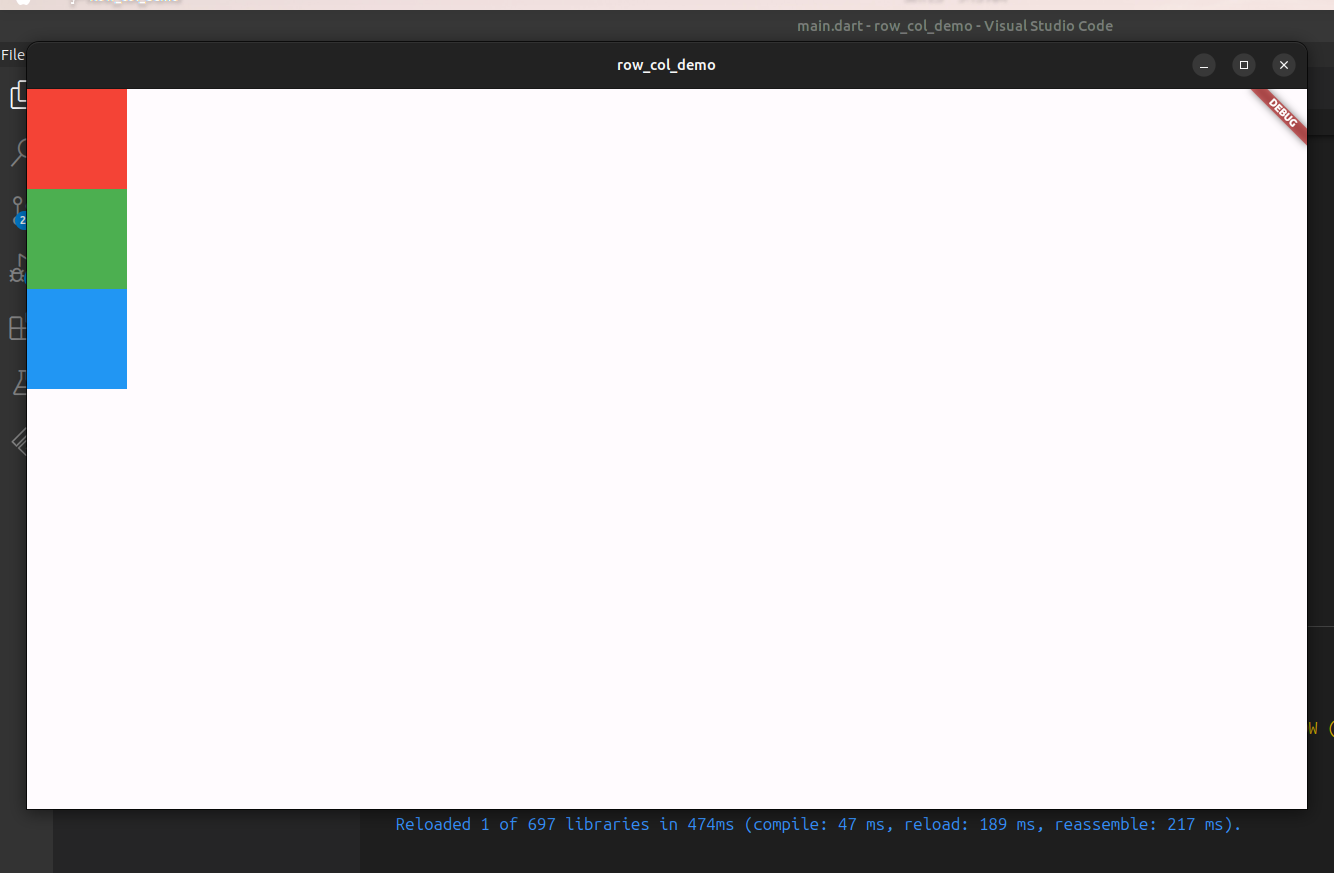 main.dart - row_col_demo - Visual Studio Code
File
row_col_demo
DEBUG
2
W (
Reloaded 1 of 697 libraries in 474ms (compile: 47 ms, reload: 189 ms, reassemble: 217 ms).